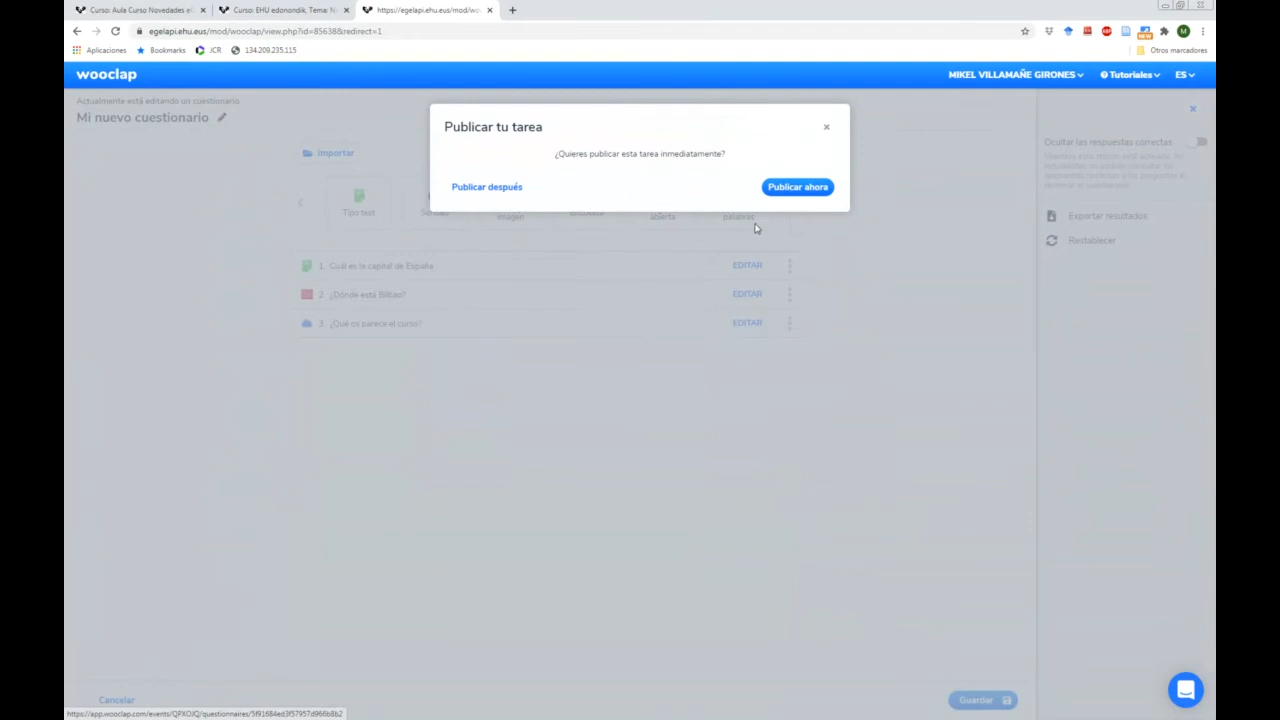 Curso: Aula Curso Novedades e
Curso: EHU edonondik, Tema: N
https://egelapi.ehu.eus/mod/wo
egelapi.ehu.eus/mod/wooclap/view.php?id=85638&redirect=1
Aplicaciones
Bookmarks
JCR
134.209.235.115
NEW
M
Otros marcadores
wooclap
MIKEL VILLAMAÑE GIRONES
Tutoriales
ES
Actualmente está editando un cuestionario
Mi nuevo cuestionario
Publicar tu tarea
¿Quieres publicar esta tarea inmediatamente?
Publicar después
Publicar ahora
Importar
Tipo test
imagen
abierta
palabras
1. Cuál es la capital de España
EDITAR
2. ¿Dónde está Bilbao?
EDITAR
3. ¿Qué os parece el curso?
EDITAR
Ocultar las respuestas correctas
Exportar resultados
Restablecer
Cancelar
Guardar
https://app.wooclap.com/events/QPXOJQ/questionnaires/5f91684ed3f57957d966b8b2